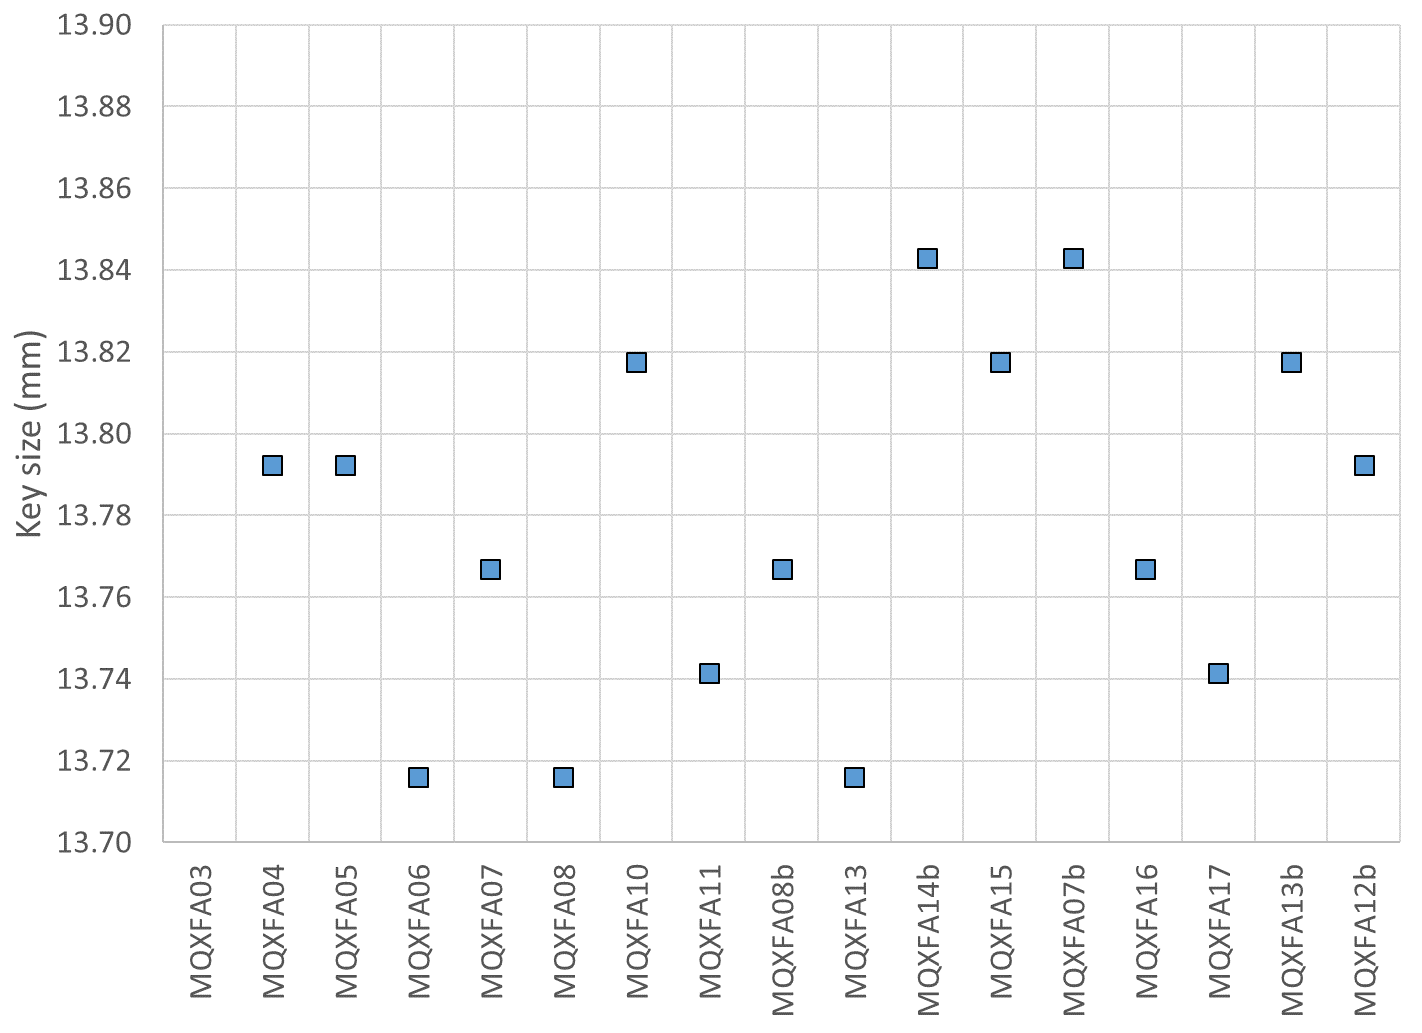 13.90
13.88
13.86
13.84
13.82
13.80
13.78
13.76
13.74
13.72
13.70
Key size (mm)
MQXFA03
MQXFA04
MQXFA05
MQXFA06
MQXFA07
MQXFA08
MQXFA10
MQXFA11
MQXFA08b
MQXFA13
MQXFA14b
MQXFA15
MQXFA07b
MQXFA16
MQXFA17
MQXFA13b
MQXFA12b